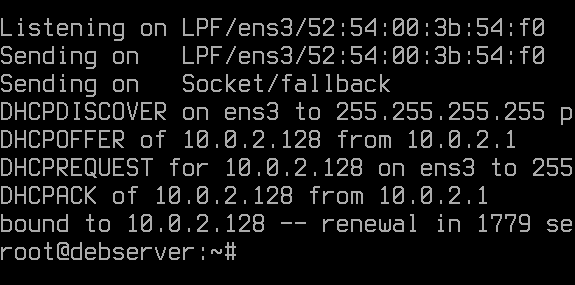 Listening on LPF/ens3/52:54:00:3b:54:f0
Sending on   LPF/ens3/52:54:00:3b:54:f0
Sending on   Socket/fallback
DHCPDISCOVER on ens3 to 255.255.255.255 p
DHCPOFFER of 10.0.2.128 from 10.0.2.1
DHCPREQUEST for 10.0.2.128 on ens3 to 255
DHCPACK of 10.0.2.128 from 10.0.2.1
bound to 10.0.2.128 -- renewal in 1779 se
root@debserver:~#